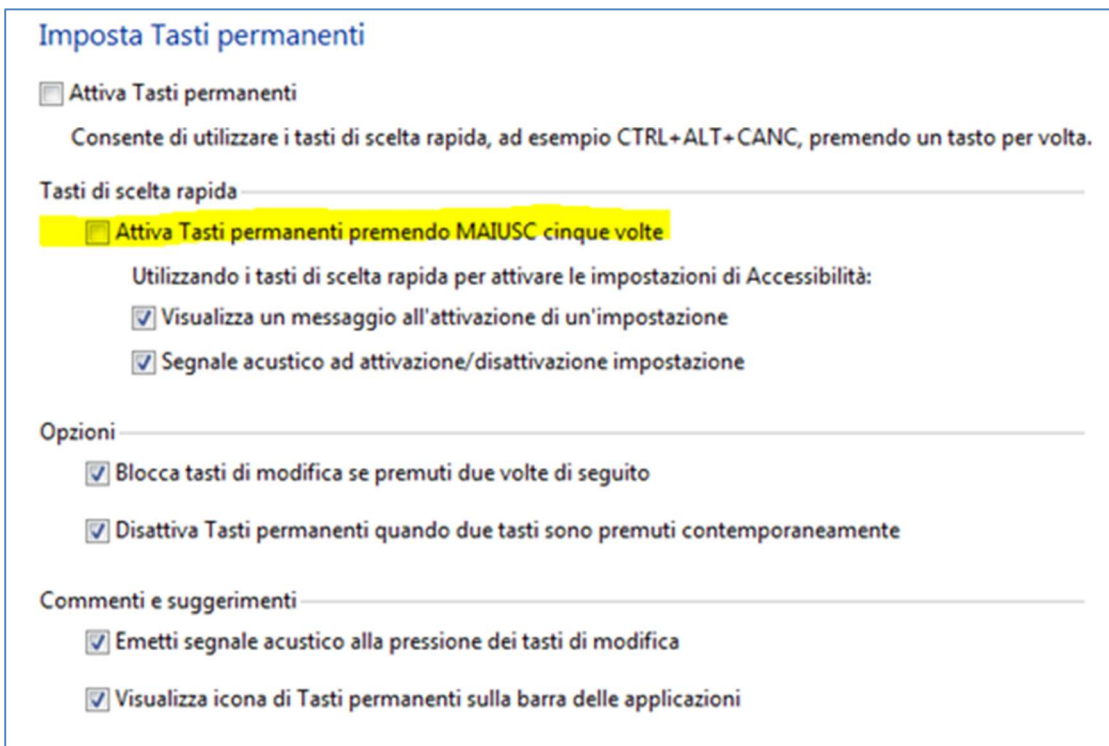 Imposta Tasti permanenti
Attiva Tasti permanenti
Consente di utilizzare i tasti di scelta rapida, ad esempio CTRL+ALT+CANC, premendo un tasto per volta.
Tasti di scelta rapida
Attiva Tasti permanenti premendo MAIUSC cinque volte
Utilizzando i tasti di scelta rapida per attivare le impostazioni di Accessibilità:
Visualizza un messaggio all'attivazione di un'impostazione
Segnale acustico ad attivazione/disattivazione impostazione
Opzioni
Blocca tasti di modifica se premuti due volte di seguito
Disattiva Tasti permanenti quando due tasti sono premuti contemporaneamente
Commenti e suggerimenti
Emetti segnale acustico alla pressione dei tasti di modifica
Visualizza icona di Tasti permanenti sulla barra delle applicazioni